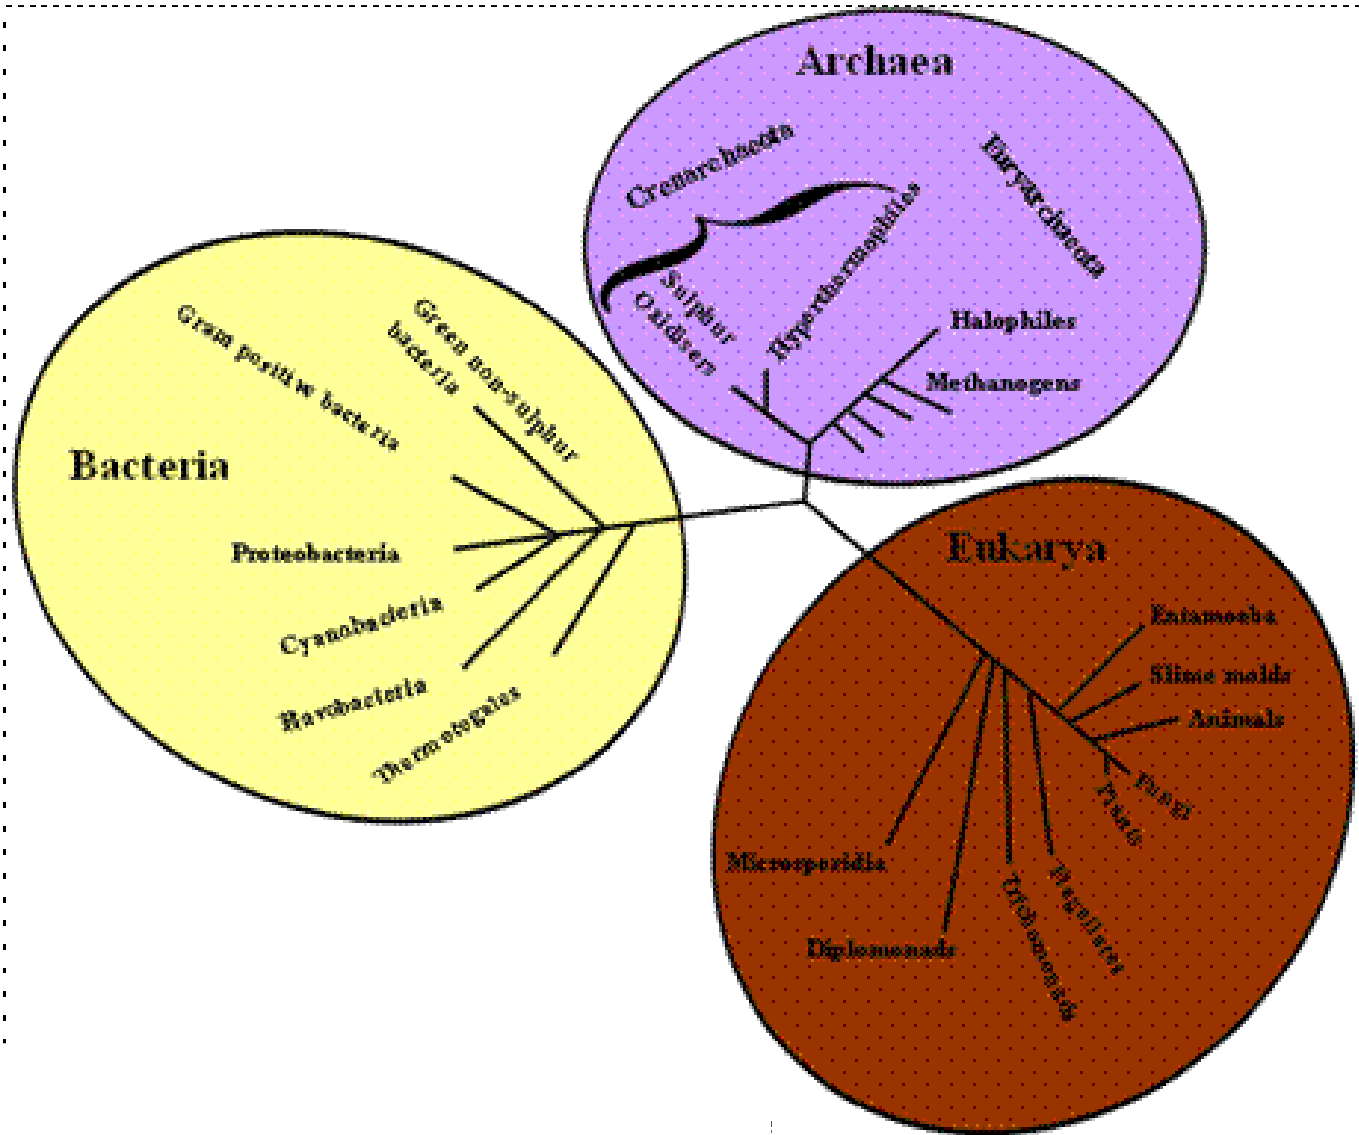 Archaea
Crenarchaeota
Euryarchaeota
Sulphur
Oxidisers
Hyperthermophiles
Halophiles
Methanogens
Bacteria
Gram positive bacteria
Green non-sulphur
bacteria
Proteobacteria
Cyanobacteria
Flavobacteria
Thermotogales
Eukarya
Entamoeba
Slime molds
Animals
Fungi
Plants
Flagellates
Trichomonads
Microsporidia
Diplomonads